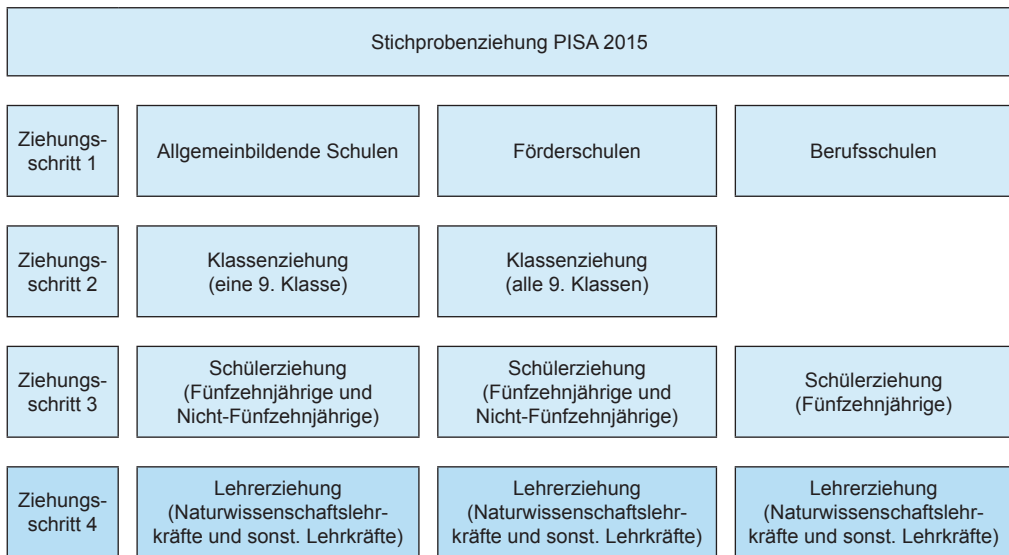 Stichprobenziehung PISA 2015
Ziehungs-
schritt 1
Allgemeinbildende Schulen
Förderschulen
Berufsschulen
Ziehungs-
schritt 2
Klassenziehung
(eine 9. Klasse)
Klassenziehung
(alle 9. Klassen)
Ziehungs-
schritt 3
Schülerziehung
(Fünfzehnjährige und
Nicht-Fünfzehnjährige)
Schülerziehung
(Fünfzehnjährige und
Nicht-Fünfzehnjährige)
Schülerziehung
(Fünfzehnjährige)
Ziehungs-
schritt 4
Lehrerziehung
(Naturwissenschaftslehr-
kräfte und sonst. Lehrkräfte)
Lehrerziehung
(Naturwissenschaftslehr-
kräfte und sonst. Lehrkräfte)
Lehrerziehung
(Naturwissenschaftslehr-
kräfte und sonst. Lehrkräfte)